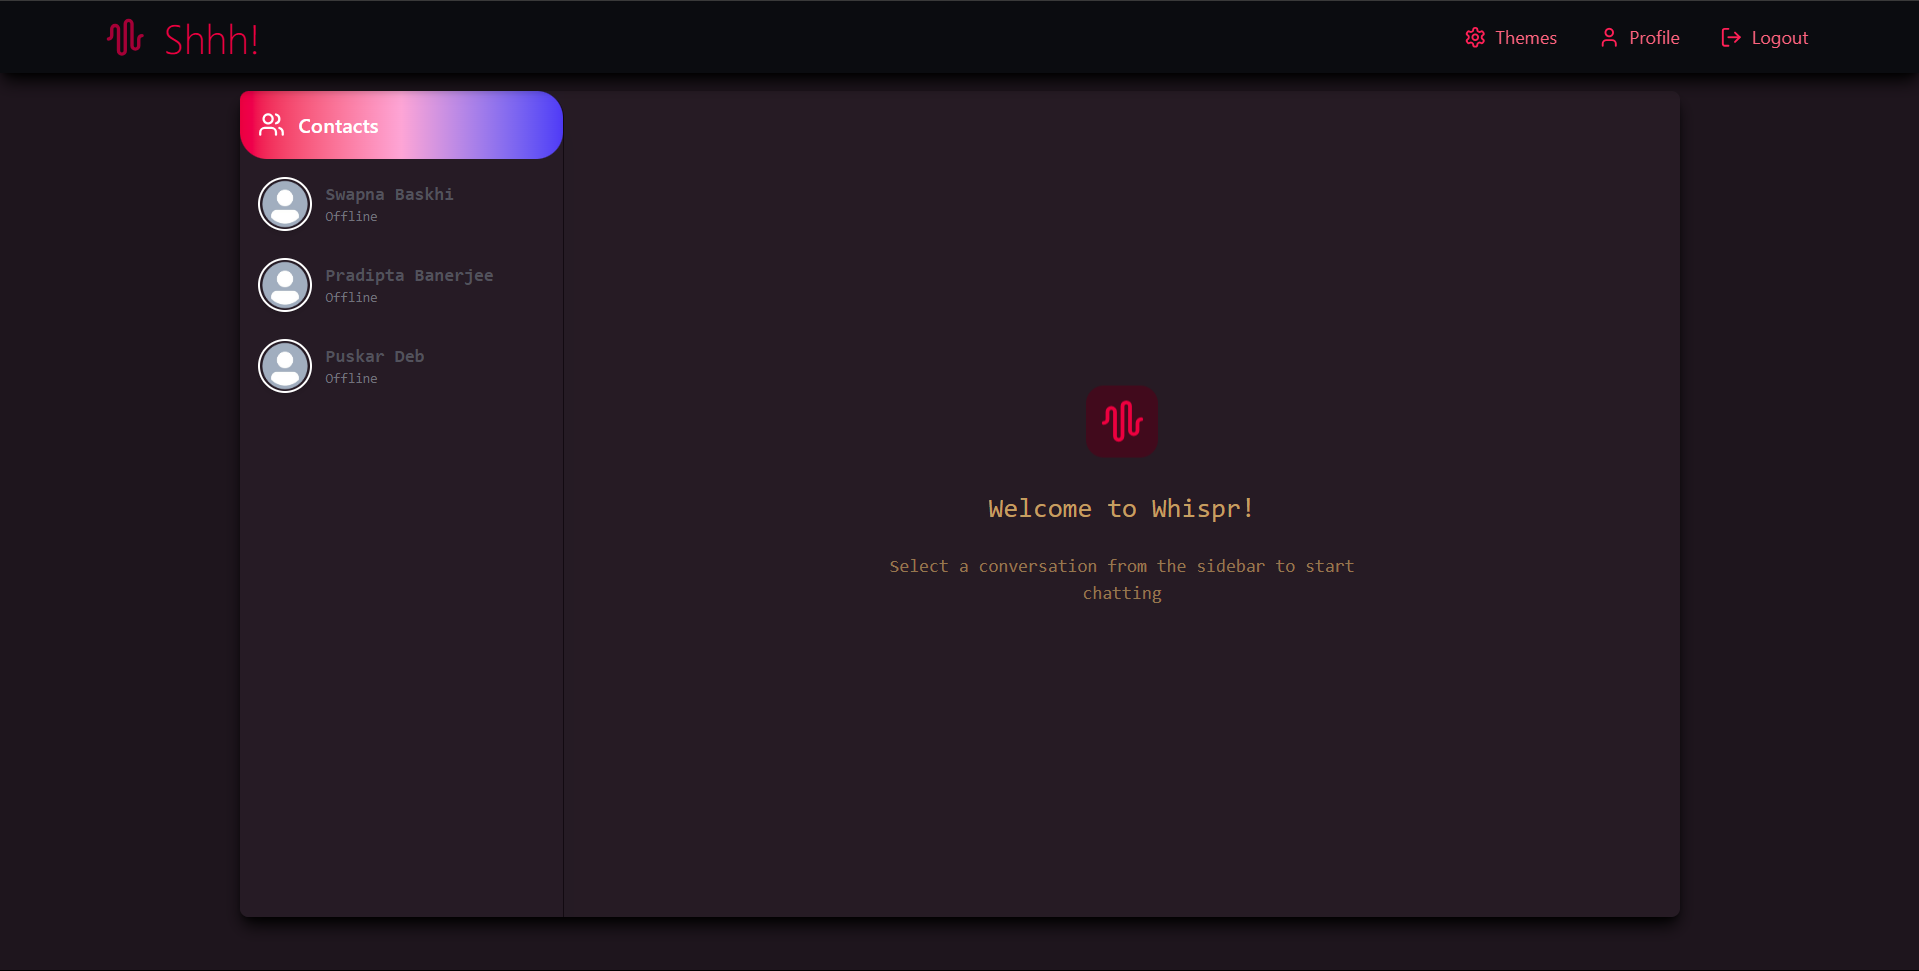 Shhh!
Themes
Profile
Logout
Contacts
Swapna Baskhi
Offline
Pradipta Banerjee
Offline
Puskar Deb
Offline
Welcome to Whispr!
Select a conversation from the sidebar to start
chatting